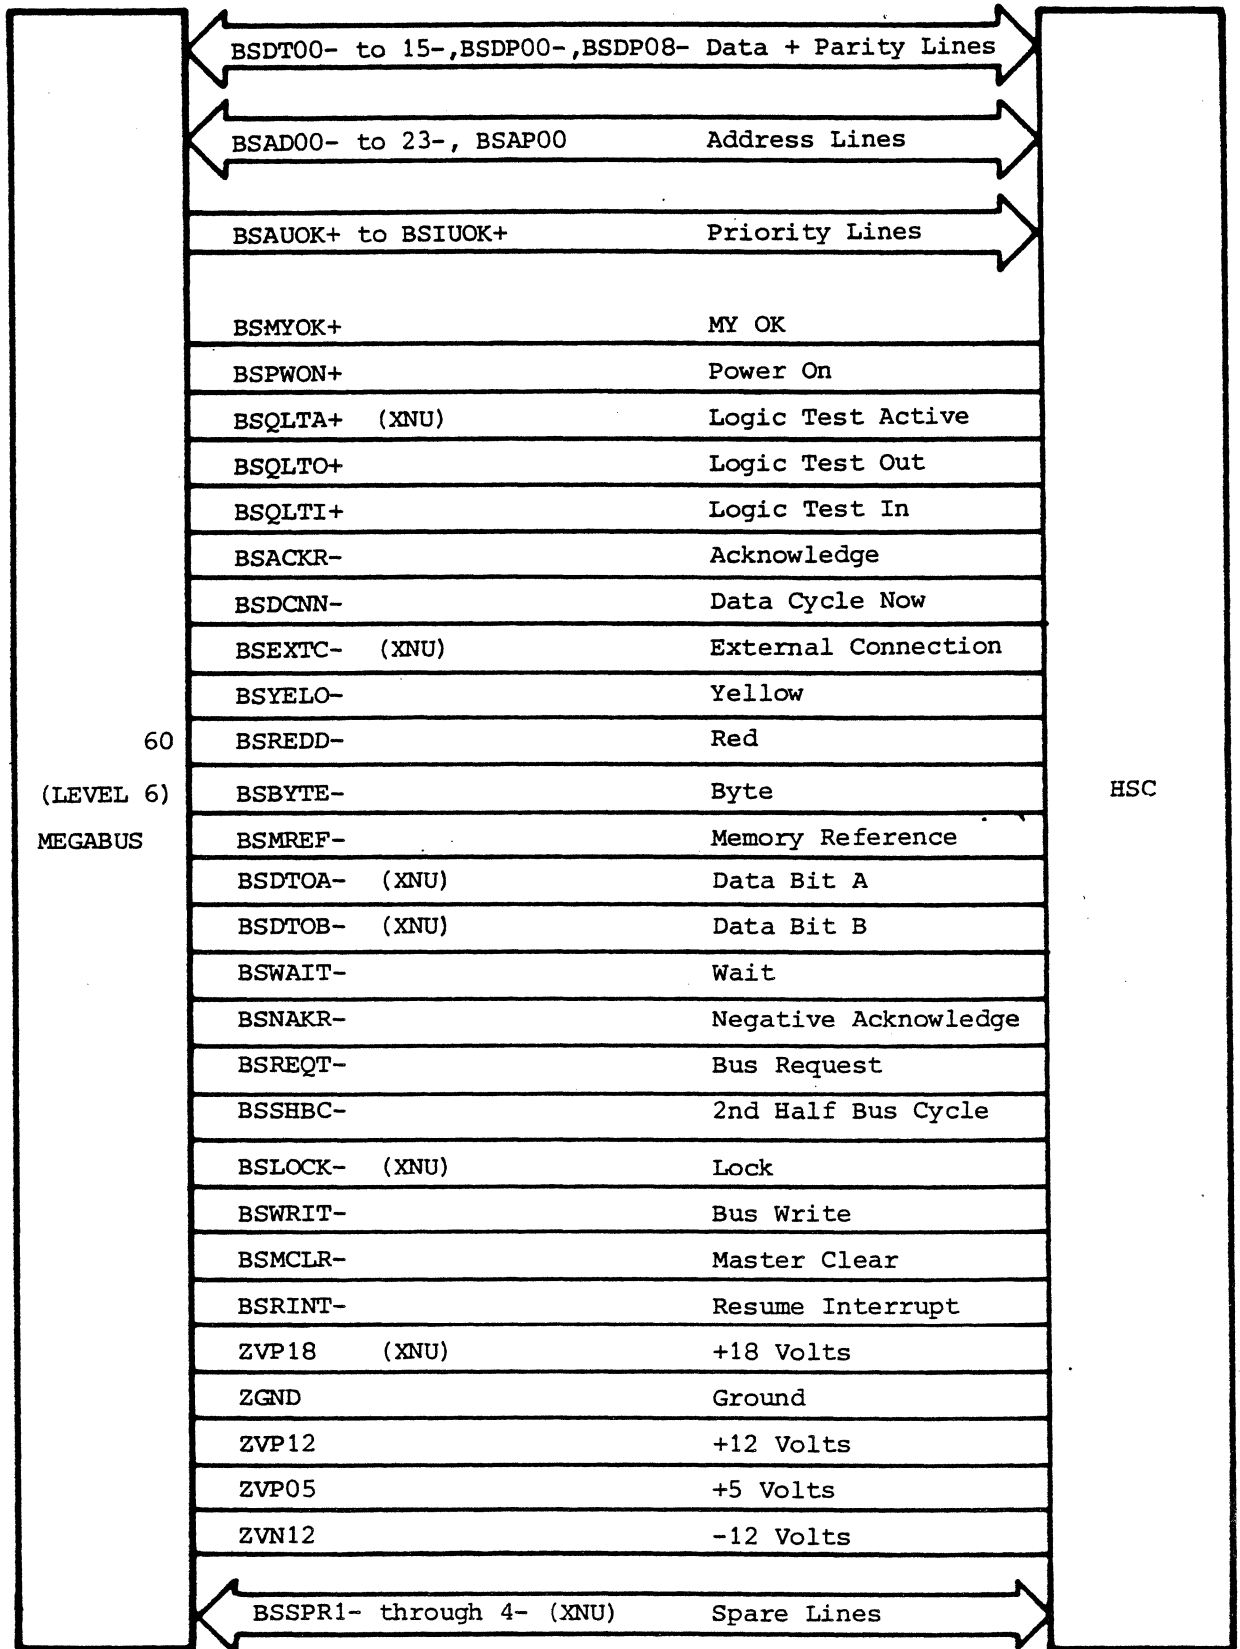 BSDT00- to 15-,BSDP00-,BSDP08- Data + Parity Lines
BSAD00- to 23-, BSAP00 Address Lines
BSAUOK+ to BSIUOK+ Priority Lines
BSMYOK+ MY OK
BSPWON+ Power On
BSQLTA+ (XNU) Logic Test Active
BSQLTO+ Logic Test Out
BSQLTI+ Logic Test In
BSACKR- Acknowledge
BSDCNN- Data Cycle Now
BSEXTC- (XNU) External Connection
BSYELO- Yellow
60 BSREDD- Red
(LEVEL 6) BSBYTE- Byte HSC
MEGABUS BSMREF- Memory Reference
BSDTOA- (XNU) Data Bit A
BSDTOB- (XNU) Data Bit B
BSWAIT- Wait
BSNAKR- Negative Acknowledge
BSREQT- Bus Request
BSSHBC- 2nd Half Bus Cycle
BSLOCK- (XNU) Lock
BSWRIT- Bus Write
BSMCLR- Master Clear
BSRINT- Resume Interrupt
ZVP18 (XNU) +18 Volts
ZGND Ground
ZVP12 +12 Volts
ZVP05 +5 Volts
ZVN12 -12 Volts
BSSPR1- through 4- (XNU) Spare Lines